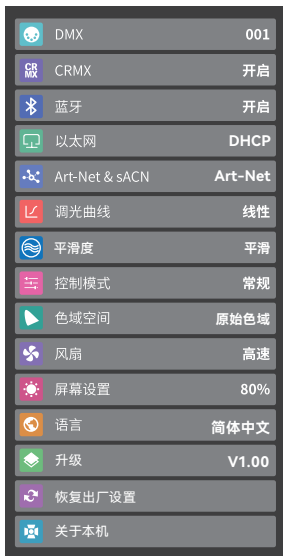 DMX 001
CR MX CRMX 开启
蓝牙 开启
以太网 DHCP
Art-Net & sACN Art-Net
调光曲线 线性
平滑度 平滑
控制模式 常规
色域空间 原始色域
风扇 高速
屏幕设置 80%
语言 简体中文
升级 V1.00
恢复出厂设置
关于本机